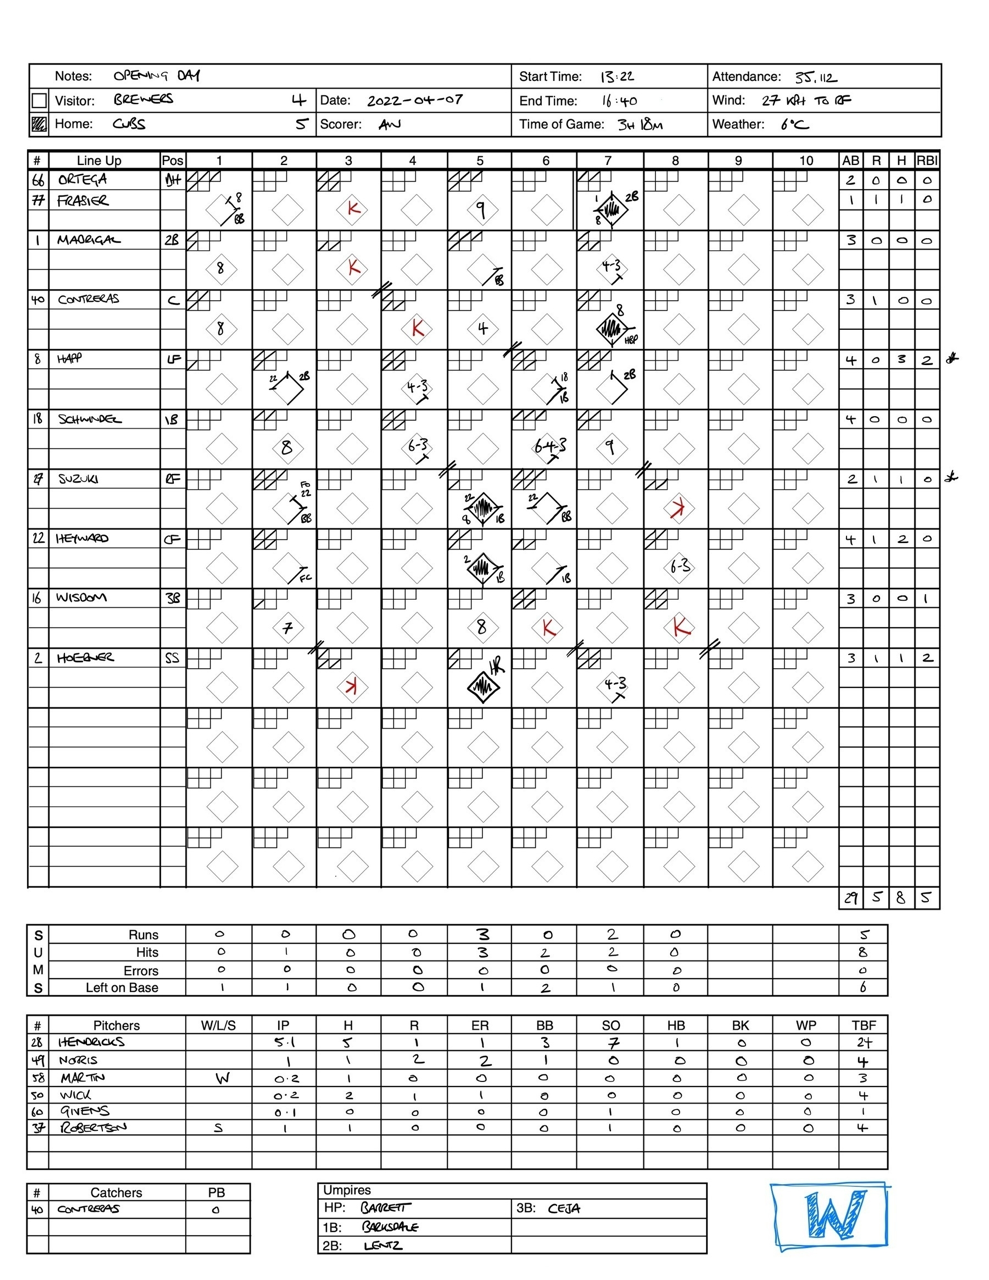 Notes: OPENING DAY Start Time: 13:22 Attendance: 35,112
Visitor: BREWERS 4 Date: 2022-04-07 End Time: 16:40 Wind: 27 KPH TO RF
Home: CUBS 5 Scorer: AW Time of Game: 3H 18M Weather: 6°C
# Line Up Pos 1 2 3 4 5 6 7 8 9 10 AB R H RBI
66 ORTEGA DH 2 0 0 0
77 FRASIER 8 BB K 9 1 8 2B 1 1 1 0
1 MADRIGAL 2B 3 0 0 0
8 K BB 4-3
40 CONTRERAS C 3 1 0 0
8 K 4 8 HBP
8 HAPP LF 4 0 3 2
22 2B 4-3 18 1B 2B
18 SCHWINDEL 1B 4 0 0 0
8 6-3 6-4-3 9
27 SUZUKI RF 2 1 1 0
FO 22 BB 22 8 1B 22 BB K
22 HEYWARD CF 4 1 2 0
FC 2 1B 1B 6-3
16 WISDOM 3B 3 0 0 1
7 8 K K
2 HOERNER SS 3 1 1 2
K HR 4-3
29 5 8 5
S Runs 0 0 0 0 3 0 2 0 5
U Hits 0 1 0 0 3 2 2 0 8
M Errors 0 0 0 0 0 0 0 0 0
S Left on Base 1 1 0 0 1 2 1 0 6
# Pitchers W/L/S IP H R ER BB SO HB BK WP TBF
28 HENDRICKS 5.1 5 1 1 3 7 1 0 0 24
49 NORRIS 1 1 2 2 1 0 0 0 0 4
58 MARTIN W 0.2 1 0 0 0 0 0 0 0 3
50 WICK 0.2 2 1 1 0 0 0 0 0 4
60 GIVENS 0.1 0 0 0 0 1 0 0 0 1
37 ROBERTSON S 1 1 0 0 0 1 0 0 0 4
# Catchers PB
40 CONTRERAS 0
Umpires
HP: BARRETT 3B: CEJA
1B: BARKSDALE
2B: LENTZ
W